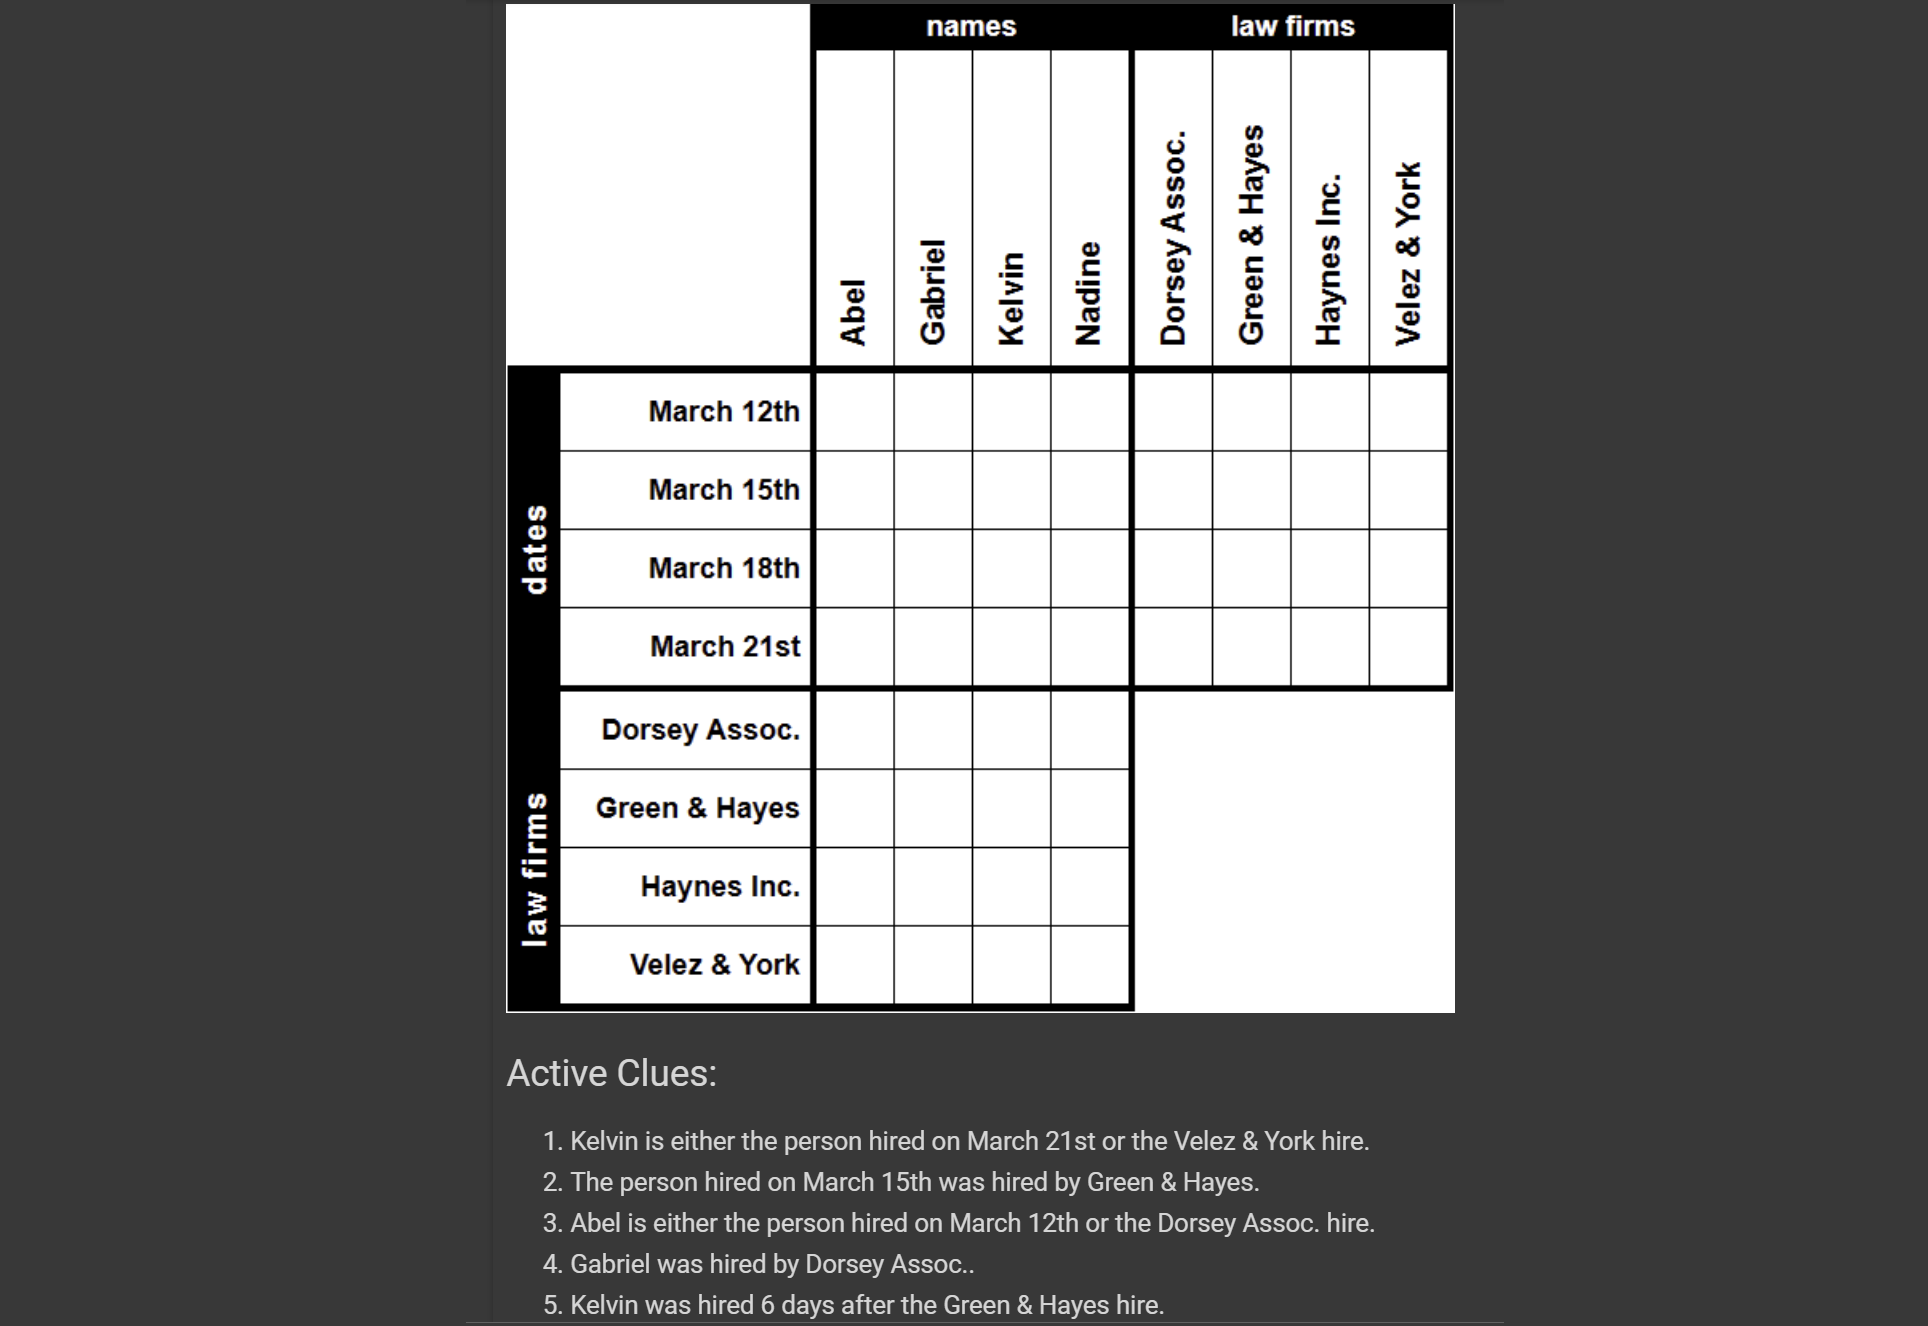 names law firms
Abel
Gabriel
Kelvin
Nadine
Dorsey Assoc.
Green & Hayes
Haynes Inc.
Velez & York
dates
March 12th
March 15th
March 18th
March 21st
law firms
Dorsey Assoc.
Green & Hayes
Haynes Inc.
Velez & York
Active Clues:
1. Kelvin is either the person hired on March 21st or the Velez & York hire.
2. The person hired on March 15th was hired by Green & Hayes.
3. Abel is either the person hired on March 12th or the Dorsey Assoc. hire.
4. Gabriel was hired by Dorsey Assoc..
5. Kelvin was hired 6 days after the Green & Hayes hire.